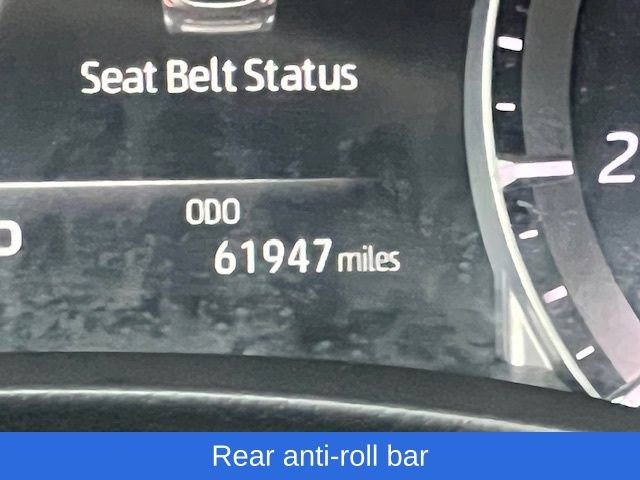 Seat Belt Status
2
ODO
61947 miles
Rear anti-roll bar